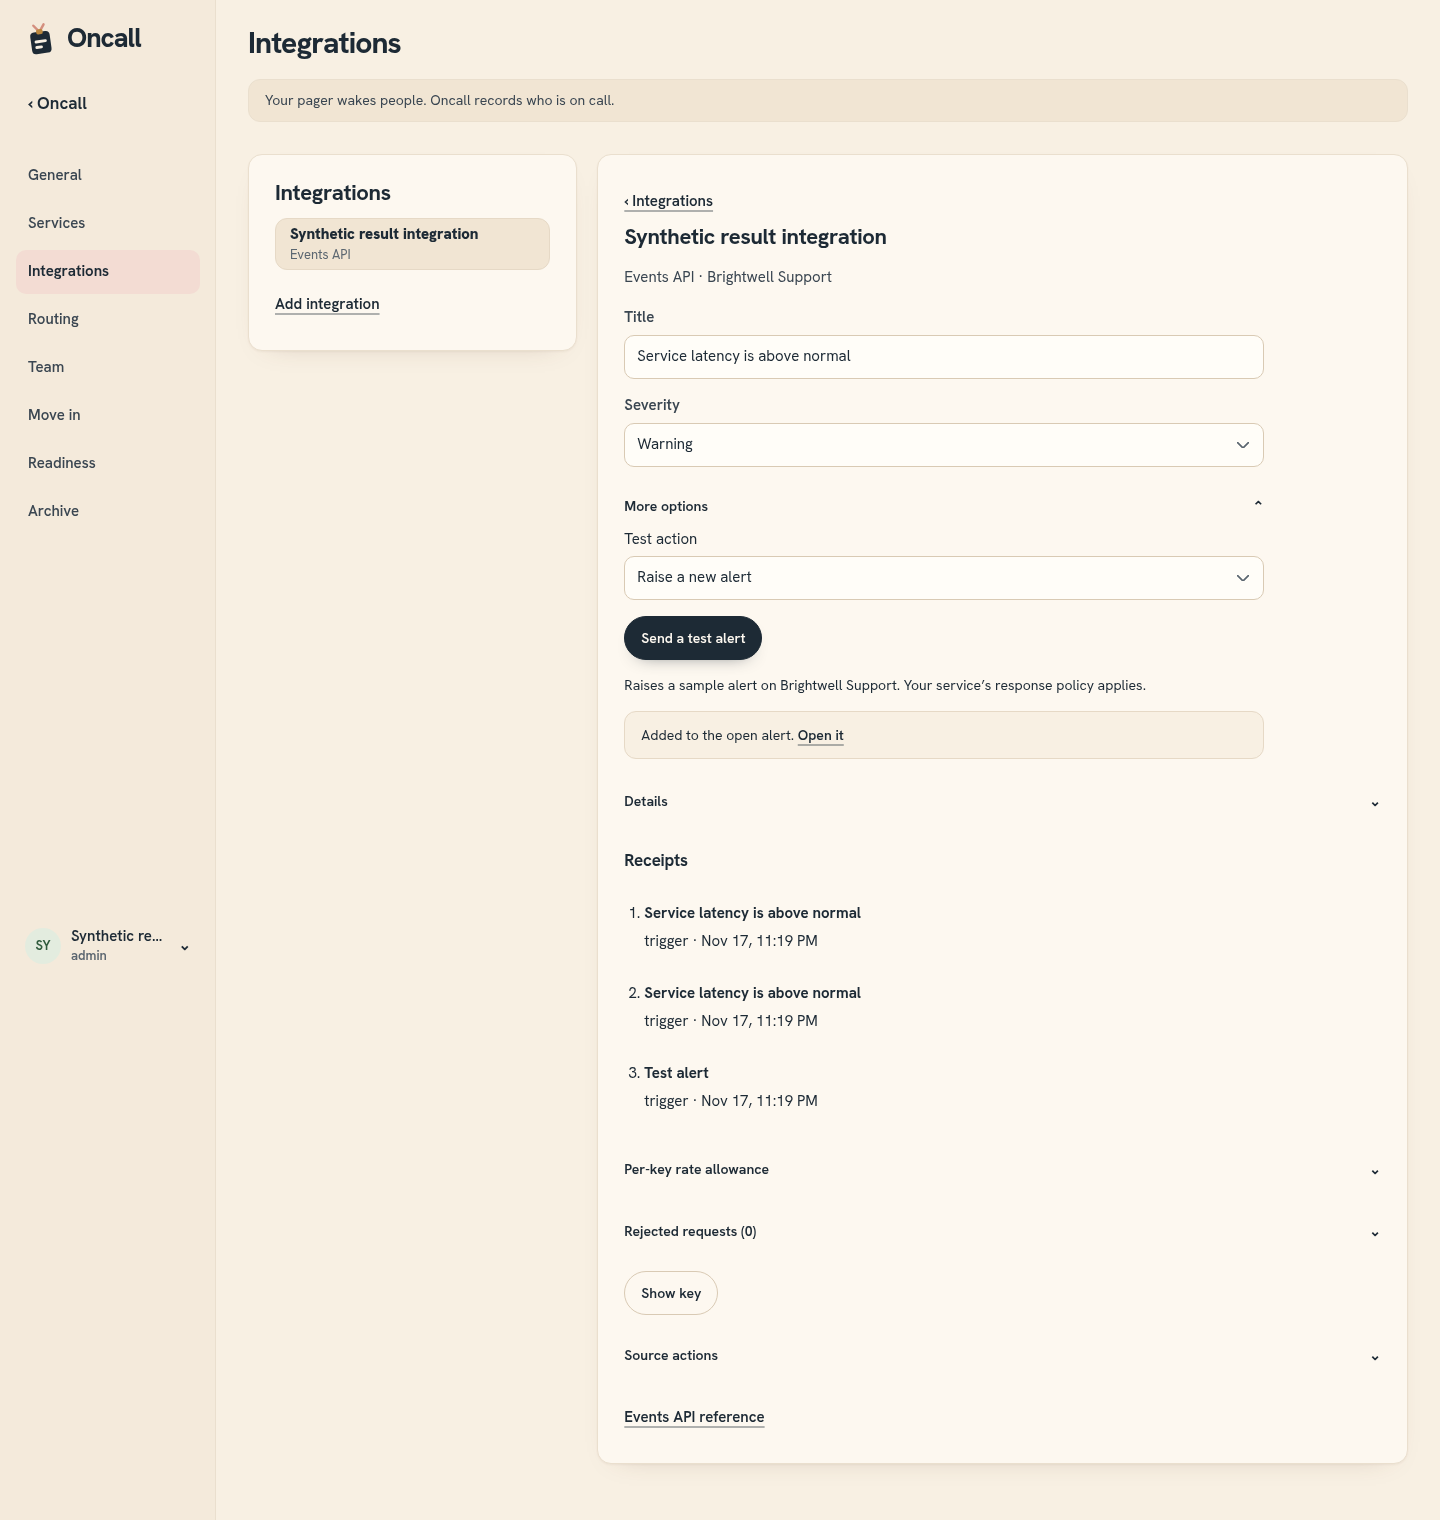 Oncall
‹ Oncall
General
Services
Integrations
Routing
Team
Move in
Readiness
Archive
SY
Synthetic re...
admin
Integrations
Your pager wakes people. Oncall records who is on call.
Integrations
Synthetic result integration
Events API
Add integration
‹ Integrations
Synthetic result integration
Events API · Brightwell Support
Title
Service latency is above normal
Severity
Warning
More options
Test action
Raise a new alert
Send a test alert
Raises a sample alert on Brightwell Support. Your service’s response policy applies.
Added to the open alert. Open it
Details
Receipts
1. Service latency is above normal
trigger · Nov 17, 11:19 PM
2. Service latency is above normal
trigger · Nov 17, 11:19 PM
3. Test alert
trigger · Nov 17, 11:19 PM
Per-key rate allowance
Rejected requests (0)
Show key
Source actions
Events API reference